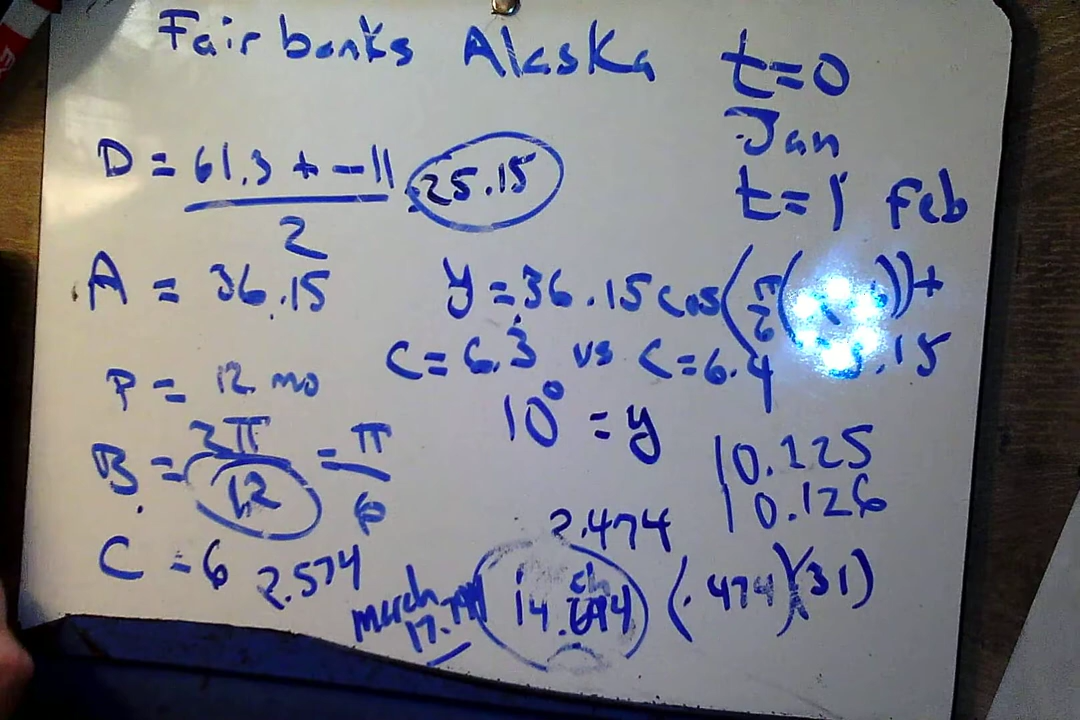 Fairbanks Alaska
t=0
Jan
t=1 Feb
D = 61.3 + -11
2
25.15
A = 36.15
y = 36.15 cos(π/6(
))+
.15
C = 6.3 vs C = 6.4
P = 12 mo
10° = y
B = 2π/12 = π/6
10.125
10.126
C = 6
2.574
2.474
march
17.794
(.474)(31)